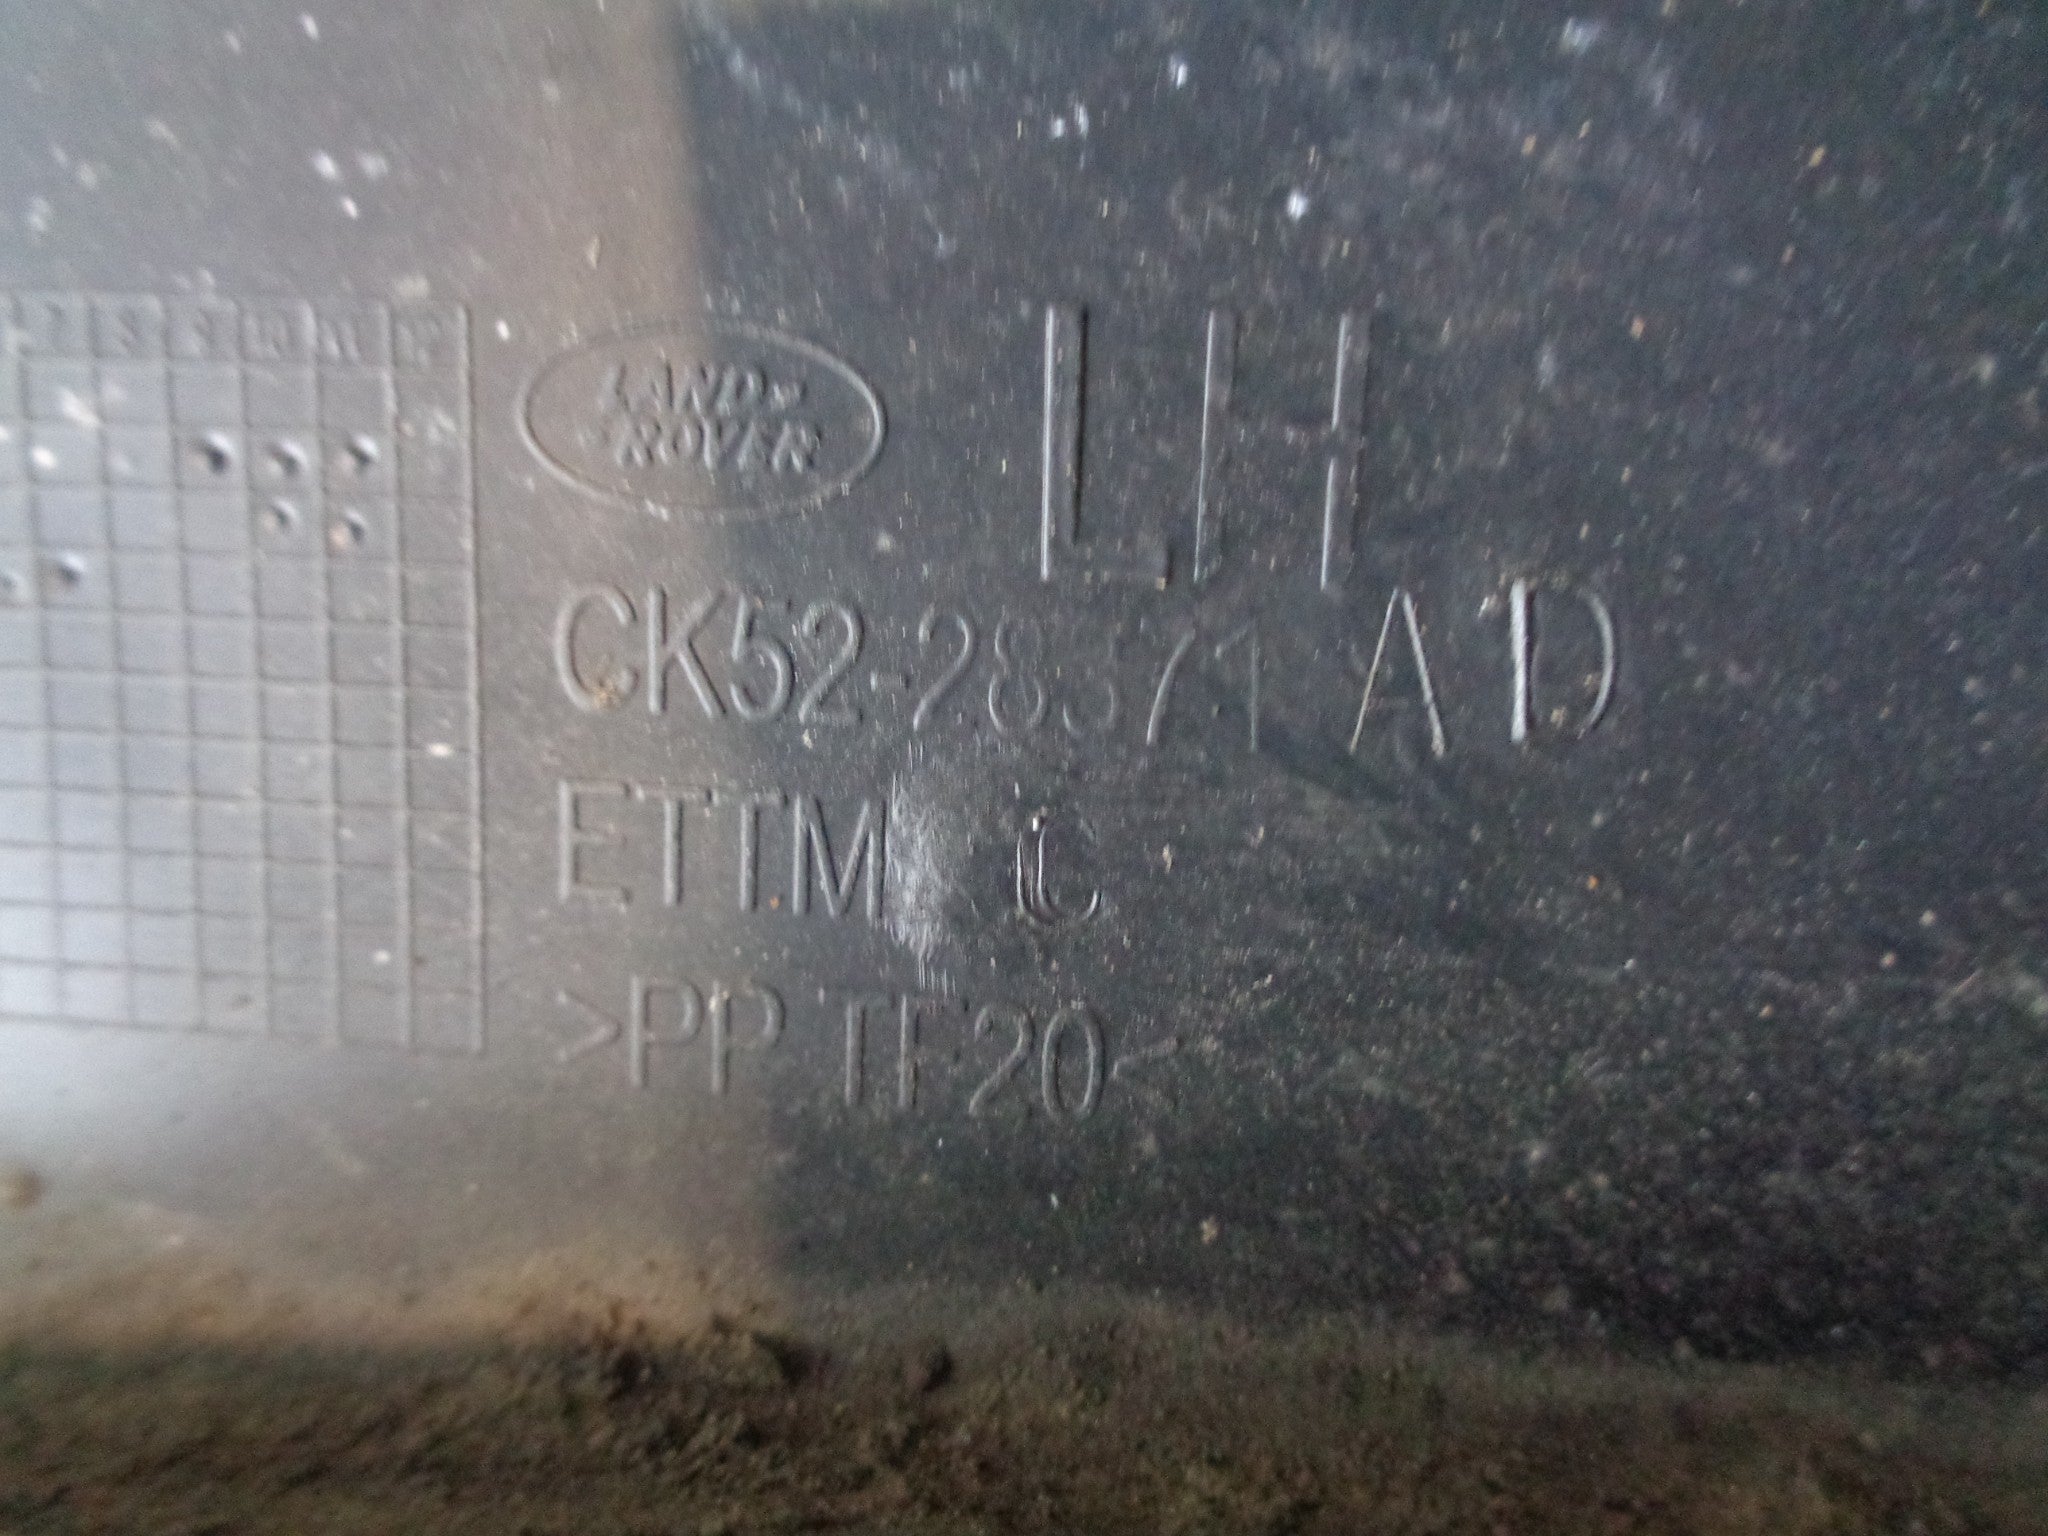 LAND
ROVER
LH
CK52-28371 AD
ETTM C
>PP TF20<